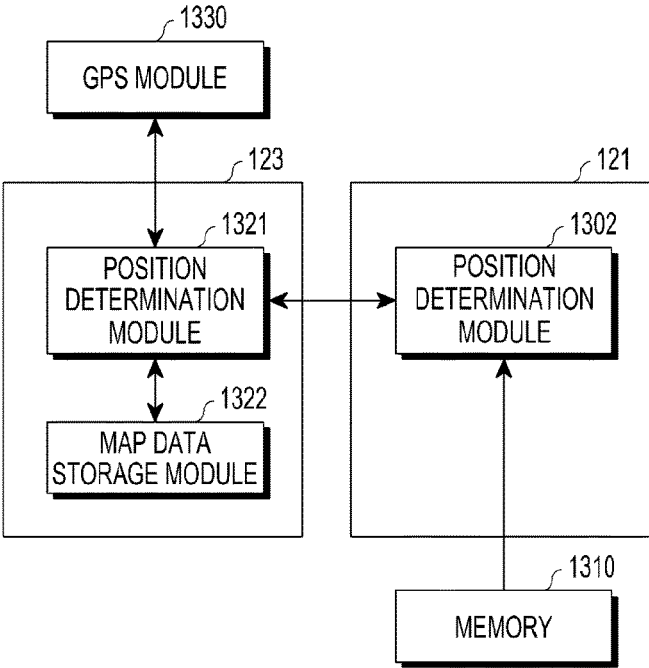 1330
GPS MODULE
123
121
1321
POSITION
DETERMINATION
MODULE
1302
POSITION
DETERMINATION
MODULE
1322
MAP DATA
STORAGE MODULE
1310
MEMORY